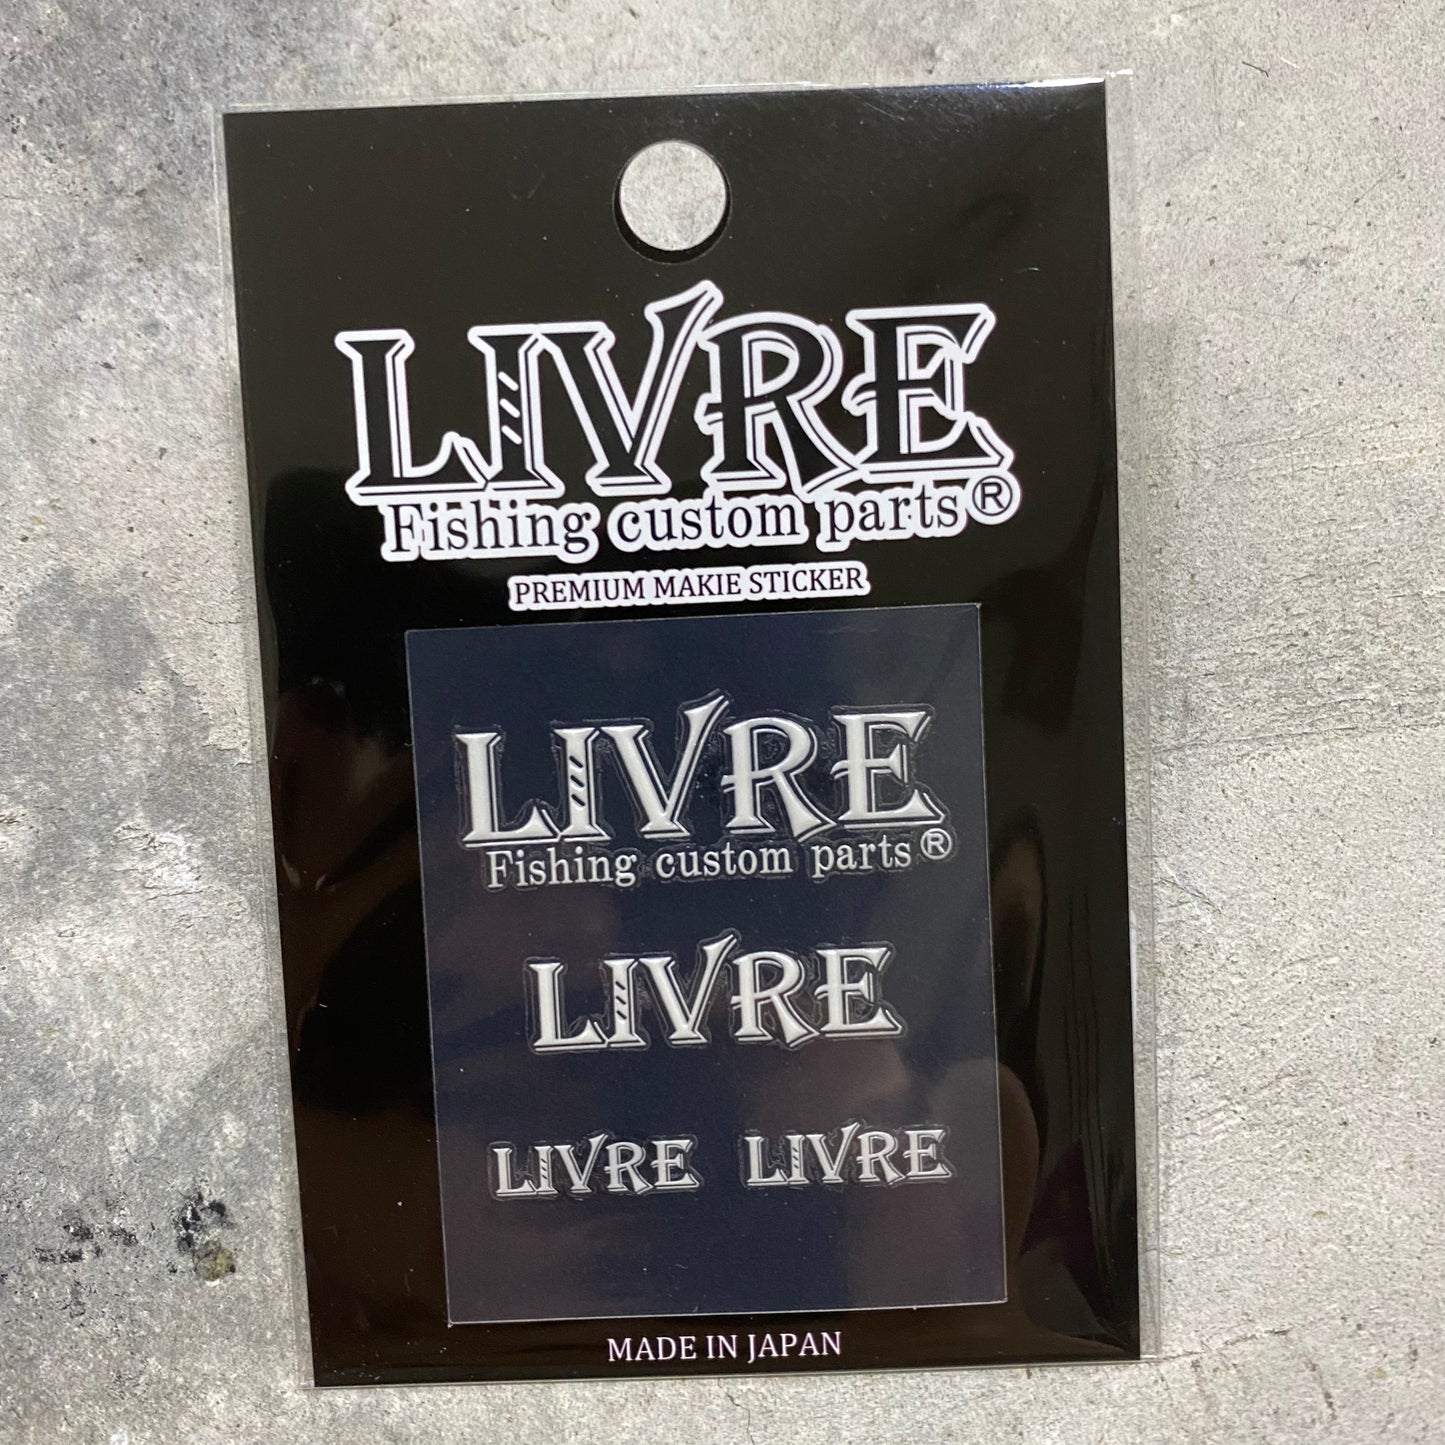 LIVRE
Fishing custom parts®
PREMIUM MAKIE STICKER
LIVRE
Fishing custom parts®
LIVRE
LIVRE LIVRE
MADE IN JAPAN